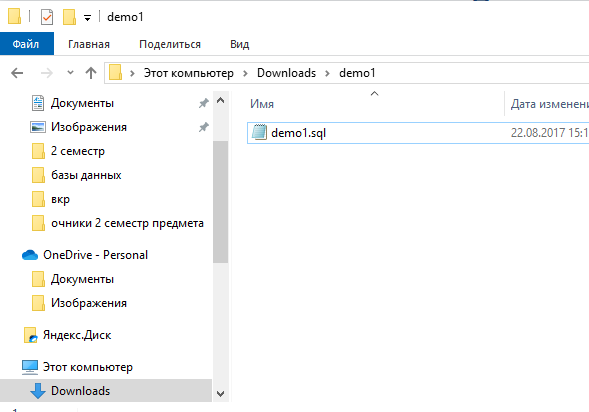 demo1
Файл Главная Поделиться Вид
Этот компьютер Downloads demo1
Документы
Изображения
2 семестр
базы данных
вкр
очники 2 семестр предмета
OneDrive - Personal
Документы
Изображения
Яндекс.Диск
Этот компьютер
Downloads
Имя Дата изменени
demo1.sql 22.08.2017 15:1